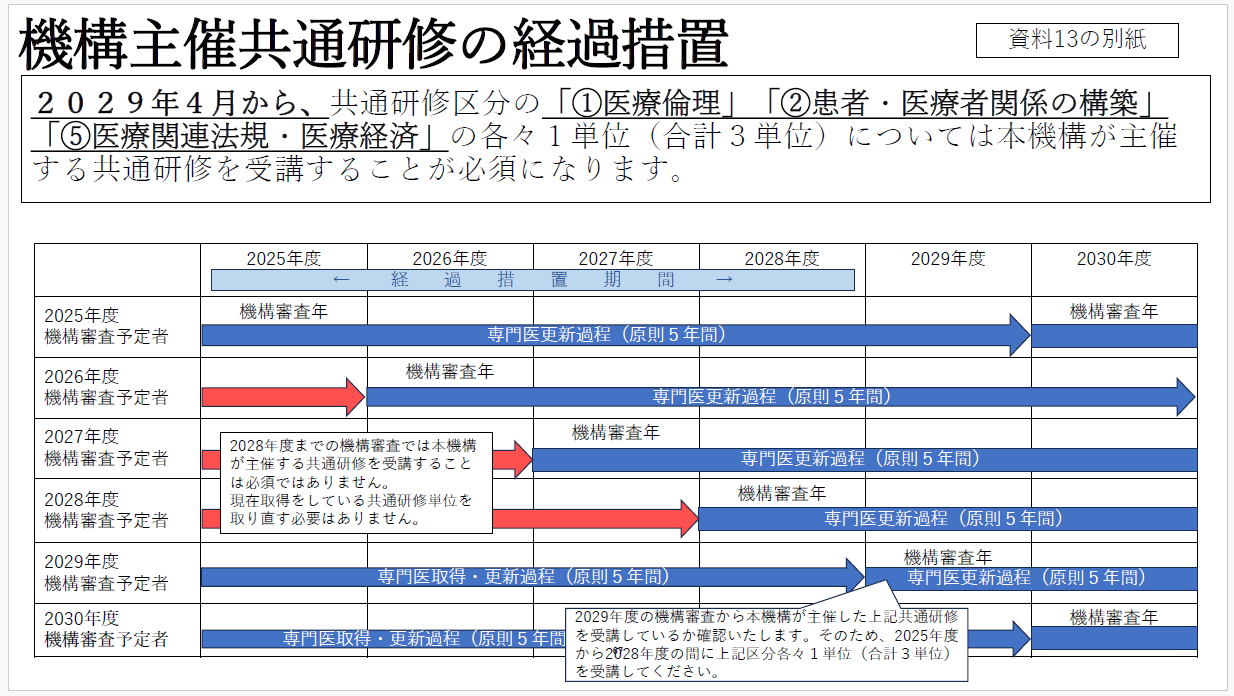 機構主催共通研修の経過措置
資料13の別紙
２０２９年４月から、共通研修区分の「①医療倫理」「②患者・医療者関係の構築」
「⑤医療関連法規・医療経済」の各々１単位（合計３単位）については本機構が主催
する共通研修を受講することが必須になります。
2025年度 2026年度 2027年度 2028年度 2029年度 2030年度
← 経過措置期間 →
2025年度
機構審査予定者
機構審査年
専門医更新過程（原則５年間）
機構審査年
2026年度
機構審査予定者
機構審査年
専門医更新過程（原則５年間）
2027年度
機構審査予定者
機構審査年
専門医更新過程（原則５年間）
2028年度までの機構審査では本機構
が主催する共通研修を受講すること
は必須ではありません。
現在取得をしている共通研修単位を
取り直す必要はありません。
2028年度
機構審査予定者
機構審査年
専門医更新過程（原則５年間）
2029年度
機構審査予定者
専門医取得・更新過程（原則５年間）
機構審査年
専門医更新過程（原則５年間）
2030年度
機構審査予定者
専門医取得・更新過程（原則５年間
機構審査年
2029年度の機構審査から本機構が主催した上記共通研修
を受講しているか確認いたします。そのため、2025年度
から2028年度の間に上記区分各々１単位（合計３単位）
を受講してください。